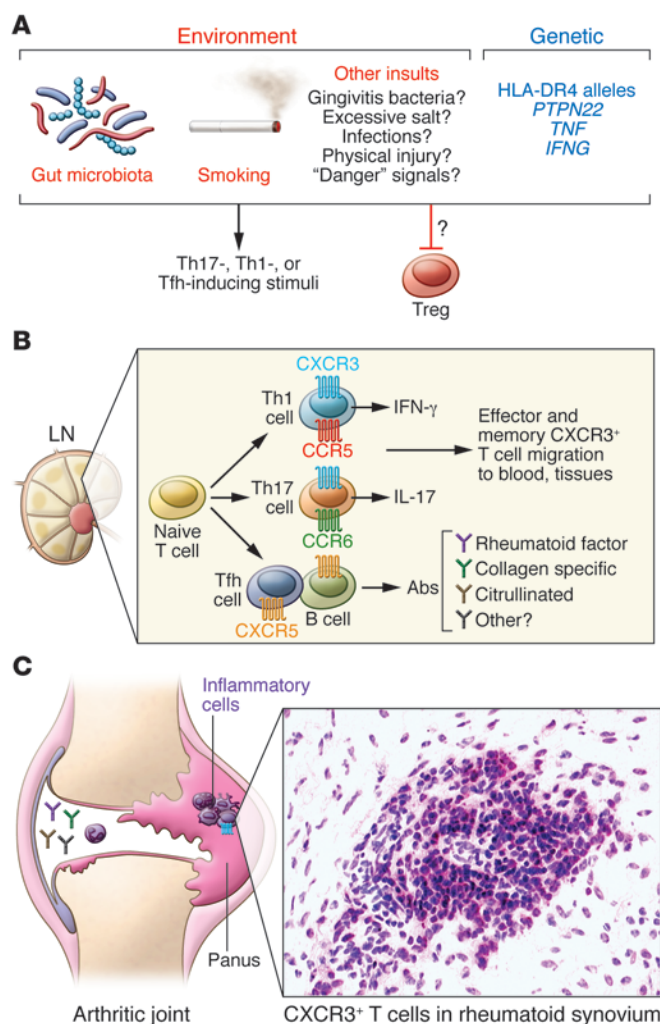 A
Environment
Genetic
Gut microbiota
Smoking
Other insults
Gingivitis bacteria?
Excessive salt?
Infections?
Physical injury?
“Danger” signals?
HLA-DR4 alleles
PTPN22
TNF
IFNG
Th17-, Th1-, or
Tfh-inducing stimuli
?
Treg
B
LN
Naive
T cell
CXCR3
Th1
cell
CCR5
IFN-γ
Th17
cell
CCR6
IL-17
Tfh
cell
CXCR5
B cell
Abs
Effector and
memory CXCR3⁺
T cell migration
to blood, tissues
Rheumatoid factor
Collagen specific
Citrullinated
Other?
C
Inflammatory
cells
Panus
Arthritic joint
CXCR3⁺ T cells in rheumatoid synovium